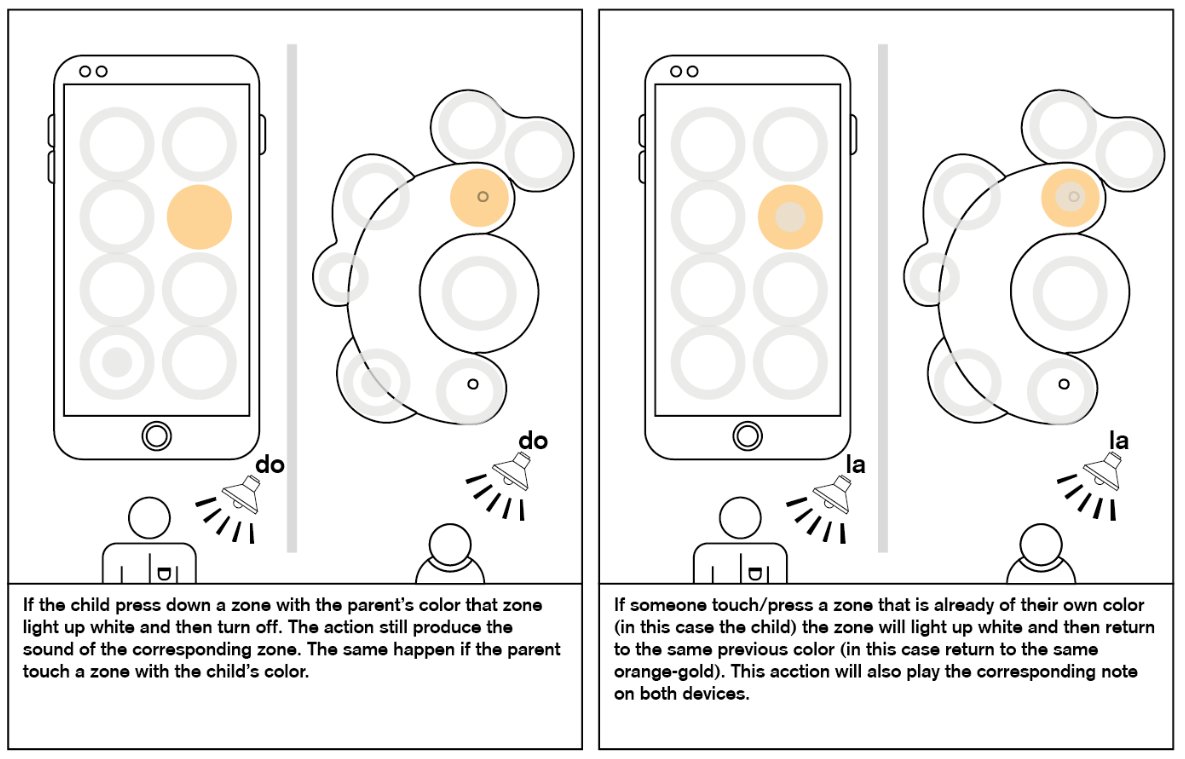 do
do
If the child press down a zone with the parent's color that zone
light up white and then turn off. The action still produce the
sound of the corresponding zone. The same happen if the parent
touch a zone with the child's color.
la
la
If someone touch/press a zone that is already of their own color
(in this case the child) the zone will light up white and then return
to the same previous color (in this case return to the same
orange-gold). This acction will also play the corresponding note
on both devices.